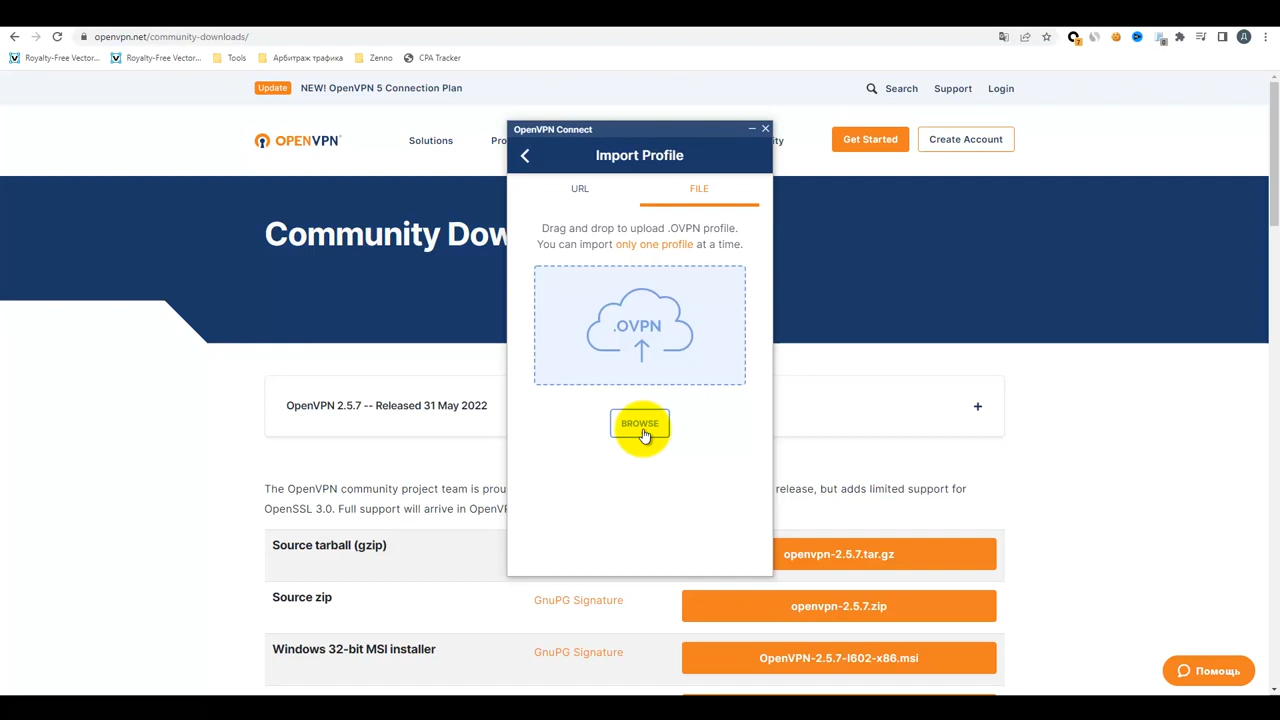 openvpn.net/community-downloads/
Royalty-Free Vector... Royalty-Free Vector... Tools Арбитраж трафика Zenno CPA Tracker
Update NEW! OpenVPN 5 Connection Plan Search Support Login
OPENVPN Solutions Pro ity Get Started Create Account
Community Dow
OpenVPN Connect
Import Profile
URL FILE
Drag and drop to upload .OVPN profile.
You can import only one profile at a time.
.OVPN
BROWSE
OpenVPN 2.5.7 -- Released 31 May 2022 +
The OpenVPN community project team is prou release, but adds limited support for
OpenSSL 3.0. Full support will arrive in OpenVP
Source tarball (gzip) openvpn-2.5.7.tar.gz
Source zip GnuPG Signature openvpn-2.5.7.zip
Windows 32-bit MSI installer GnuPG Signature OpenVPN-2.5.7-I602-x86.msi
Помощь